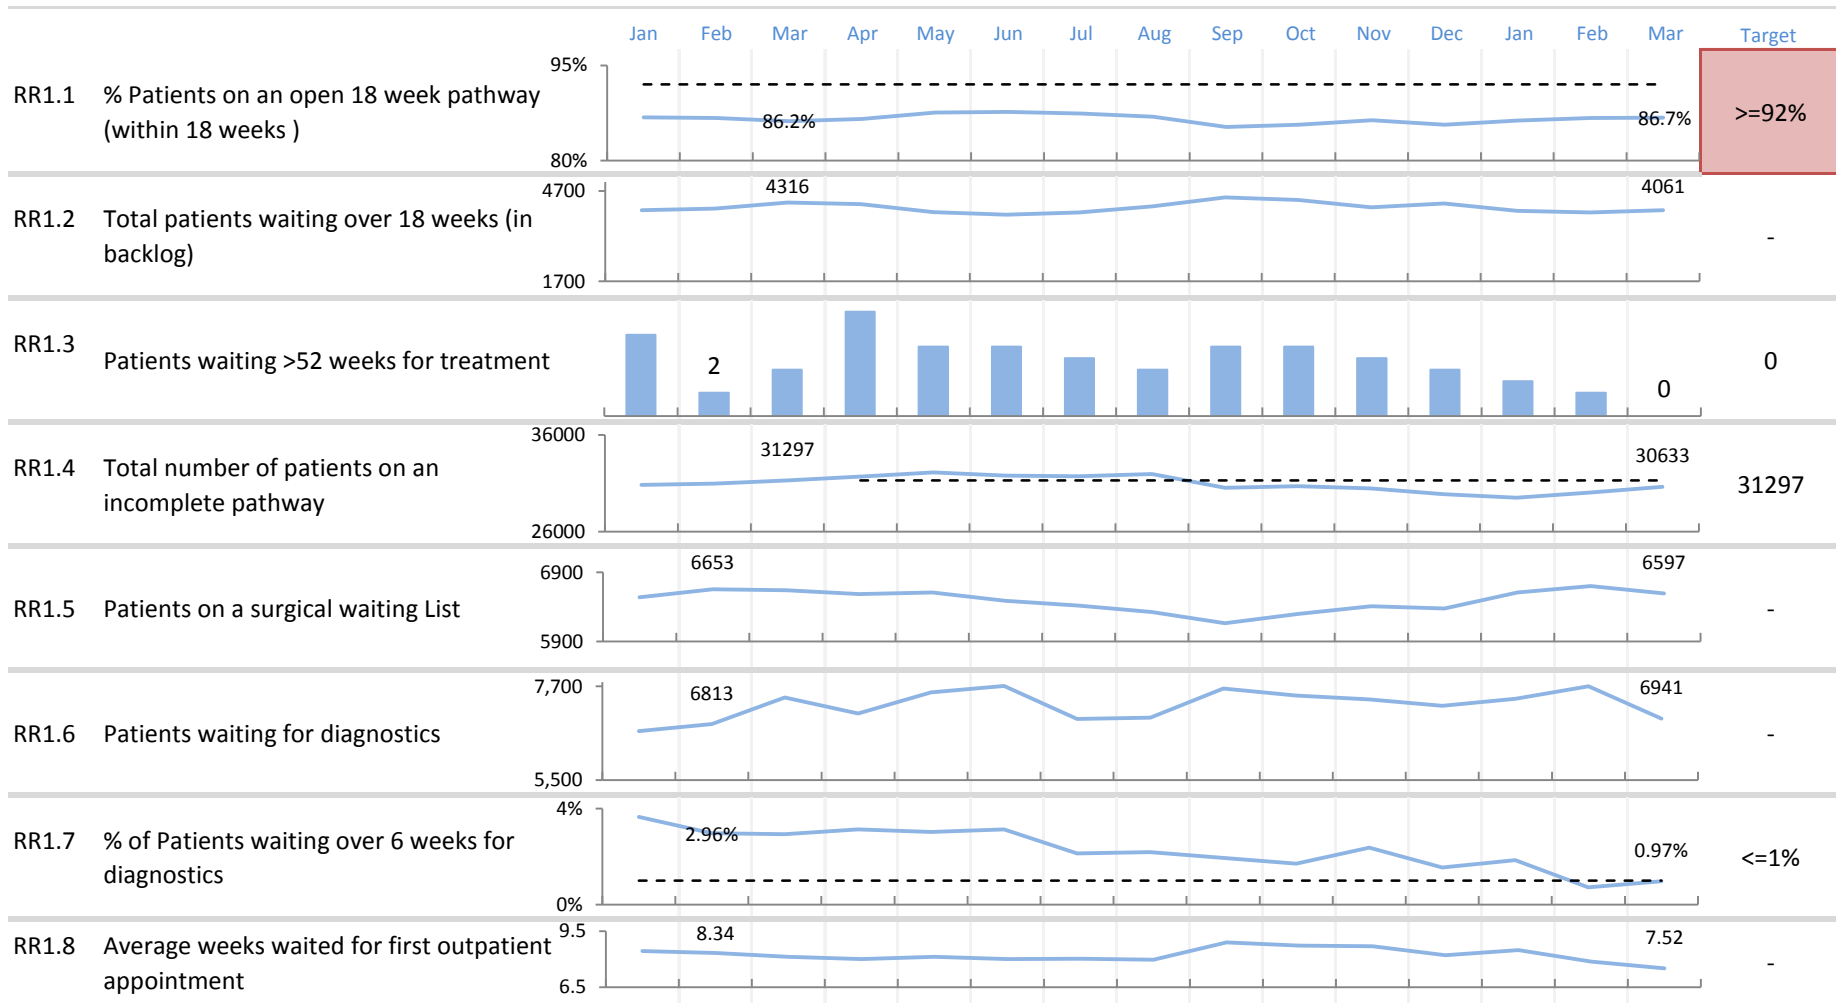 Jan Feb Mar Apr May Jun Jul Aug Sep Oct Nov Dec Jan Feb Mar Target
95%
RR1.1 % Patients on an open 18 week pathway
(within 18 weeks )
86.2% 86.7% >=92%
80%
4700 4316 4061
RR1.2 Total patients waiting over 18 weeks (in
backlog)
-
1700
RR1.3 Patients waiting >52 weeks for treatment
2 0 0
36000
31297 30633
RR1.4 Total number of patients on an
incomplete pathway
31297
26000
6653 6597
6900
RR1.5 Patients on a surgical waiting List -
5900
7,700
6813 6941
RR1.6 Patients waiting for diagnostics -
5,500
4%
RR1.7 % of Patients waiting over 6 weeks for
diagnostics
2.96% 0.97% <=1%
0%
9.5 8.34 7.52
RR1.8 Average weeks waited for first outpatient
appointment
-
6.5